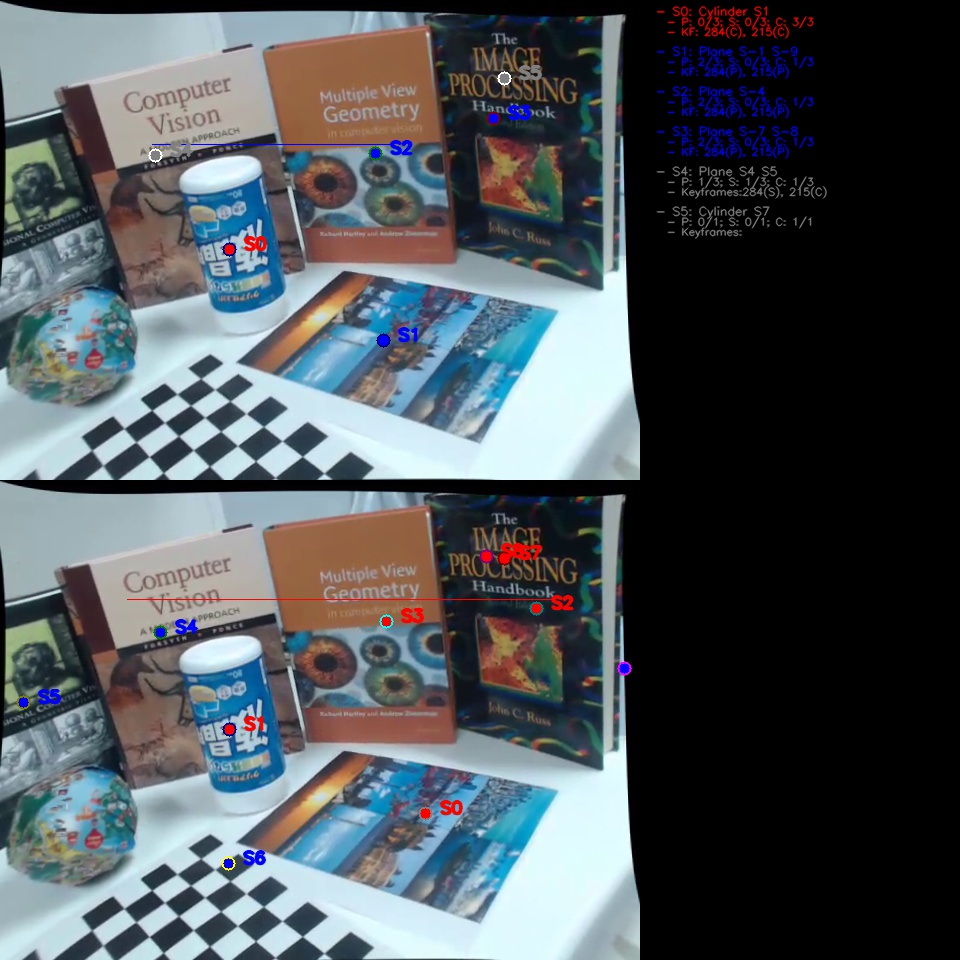 S0: Cylinder S1
P: 0/3; S: 0/3; C: 3/3
KF: 284(C), 215(C)
S1: Plane S-1 S-9
P: 2/3; S: 0/3; C: 1/3
KF: 284(P), 215(P)
S2: Plane S-4
P: 2/3; S: 0/3; C: 1/3
KF: 284(P), 215(P)
S3: Plane S-7 S-8
P: 2/3; S: 0/3; C: 1/3
KF: 284(P), 215(P)
S4: Plane S4 S5
P: 1/3; S: 1/3; C: 1/3
Keyframes:284(S), 215(C)
S5: Cylinder S7
P: 0/1; S: 0/1; C: 1/1
Keyframes:
The
IMAGE
PROCESSING
Handbook
S5
John C. Russ
Multiple View
Geometry
in computer vision
S2
Richard Hartley and Andrew Zisserman
Computer
Vision
A MODERN APPROACH
FORSYTH PONCE
S0
S1
The
IMAGE
PROCESSING
Handbook
S2
John C. Russ
Multiple View
Geometry
in computer vision
S3
Richard Hartley and Andrew Zisserman
Computer
Vision
APPROACH
FORSYTH PONCE
S4
S5
S1
S0
S6